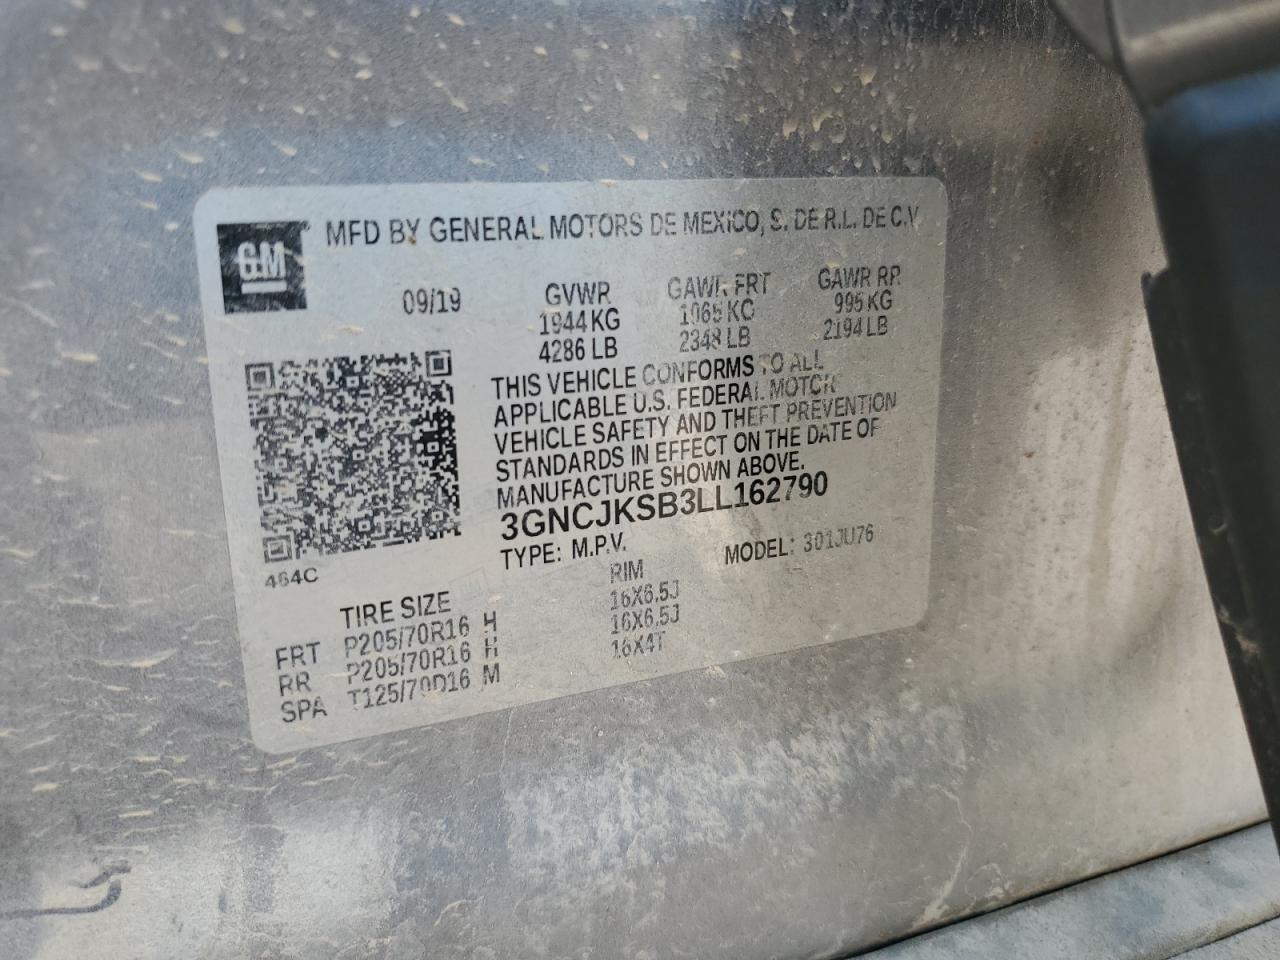 GM MFD BY GENERAL MOTORS DE MEXICO, S. DE R.L. DE C.V
09/19 GVWR GAWR FRT GAWR RR
1944 KG 1065 KG 995 KG
4286 LB 2348 LB 2194 LB
THIS VEHICLE CONFORMS TO ALL
APPLICABLE U.S. FEDERAL MOTOR
VEHICLE SAFETY AND THEFT PREVENTION
STANDARDS IN EFFECT ON THE DATE OF
MANUFACTURE SHOWN ABOVE.
3GNCJKSB3LL162790
TYPE: M.P.V. MODEL: 301JU76
464C
TIRE SIZE RIM
FRT P205/70R16 H 16X6.5J
RR P205/70R16 H 16X6.5J
SPA T125/70D16 M 16X4T